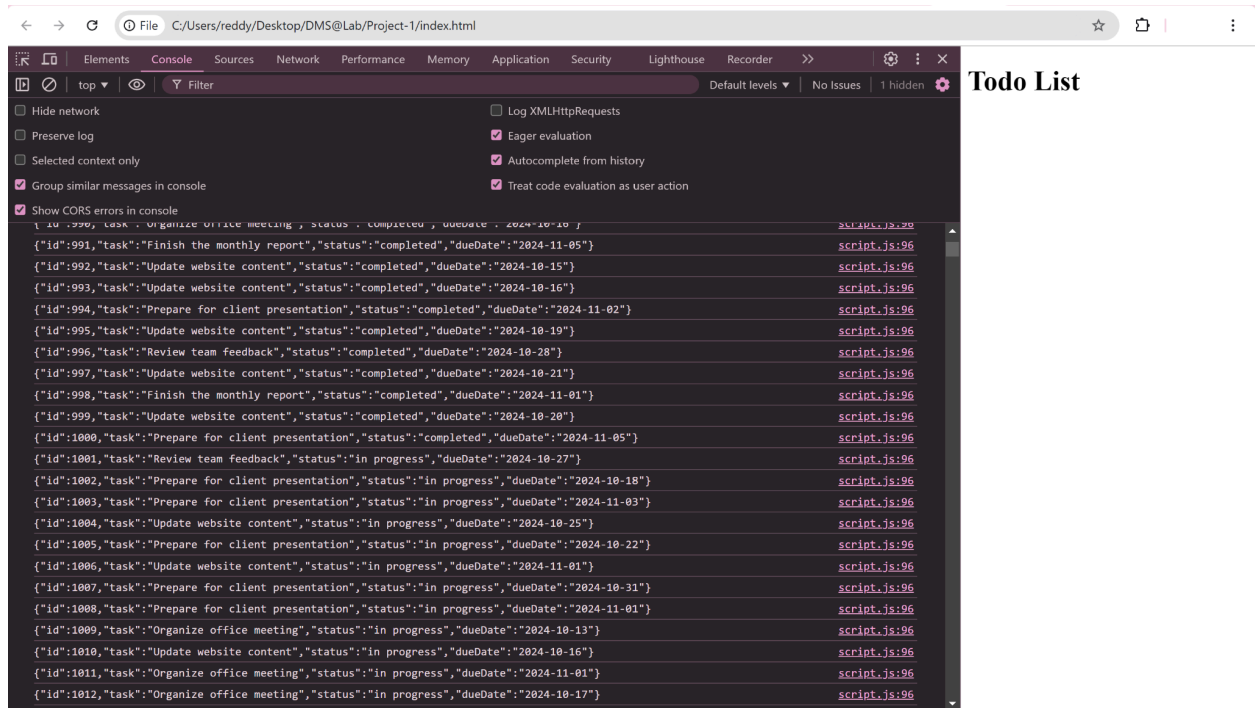 File C:/Users/reddy/Desktop/DMS@Lab/Project-1/index.html
Elements Console Sources Network Performance Memory Application Security Lighthouse Recorder
top Filter Default levels No Issues 1 hidden
Todo List
Hide network
Log XMLHttpRequests
Preserve log
Eager evaluation
Selected context only
Autocomplete from history
Group similar messages in console
Treat code evaluation as user action
Show CORS errors in console
{"id":990,"task":"Organize office meeting","status":"completed","dueDate":"2024-10-16"} script.js:96
{"id":991,"task":"Finish the monthly report","status":"completed","dueDate":"2024-11-05"} script.js:96
{"id":992,"task":"Update website content","status":"completed","dueDate":"2024-10-15"} script.js:96
{"id":993,"task":"Update website content","status":"completed","dueDate":"2024-10-16"} script.js:96
{"id":994,"task":"Prepare for client presentation","status":"completed","dueDate":"2024-11-02"} script.js:96
{"id":995,"task":"Update website content","status":"completed","dueDate":"2024-10-19"} script.js:96
{"id":996,"task":"Review team feedback","status":"completed","dueDate":"2024-10-28"} script.js:96
{"id":997,"task":"Update website content","status":"completed","dueDate":"2024-10-21"} script.js:96
{"id":998,"task":"Finish the monthly report","status":"completed","dueDate":"2024-11-01"} script.js:96
{"id":999,"task":"Update website content","status":"completed","dueDate":"2024-10-20"} script.js:96
{"id":1000,"task":"Prepare for client presentation","status":"completed","dueDate":"2024-11-05"} script.js:96
{"id":1001,"task":"Review team feedback","status":"in progress","dueDate":"2024-10-27"} script.js:96
{"id":1002,"task":"Prepare for client presentation","status":"in progress","dueDate":"2024-10-18"} script.js:96
{"id":1003,"task":"Prepare for client presentation","status":"in progress","dueDate":"2024-11-03"} script.js:96
{"id":1004,"task":"Update website content","status":"in progress","dueDate":"2024-10-25"} script.js:96
{"id":1005,"task":"Prepare for client presentation","status":"in progress","dueDate":"2024-10-22"} script.js:96
{"id":1006,"task":"Update website content","status":"in progress","dueDate":"2024-11-01"} script.js:96
{"id":1007,"task":"Prepare for client presentation","status":"in progress","dueDate":"2024-10-31"} script.js:96
{"id":1008,"task":"Prepare for client presentation","status":"in progress","dueDate":"2024-11-01"} script.js:96
{"id":1009,"task":"Organize office meeting","status":"in progress","dueDate":"2024-10-13"} script.js:96
{"id":1010,"task":"Update website content","status":"in progress","dueDate":"2024-10-16"} script.js:96
{"id":1011,"task":"Organize office meeting","status":"in progress","dueDate":"2024-11-01"} script.js:96
{"id":1012,"task":"Organize office meeting","status":"in progress","dueDate":"2024-10-17"} script.js:96